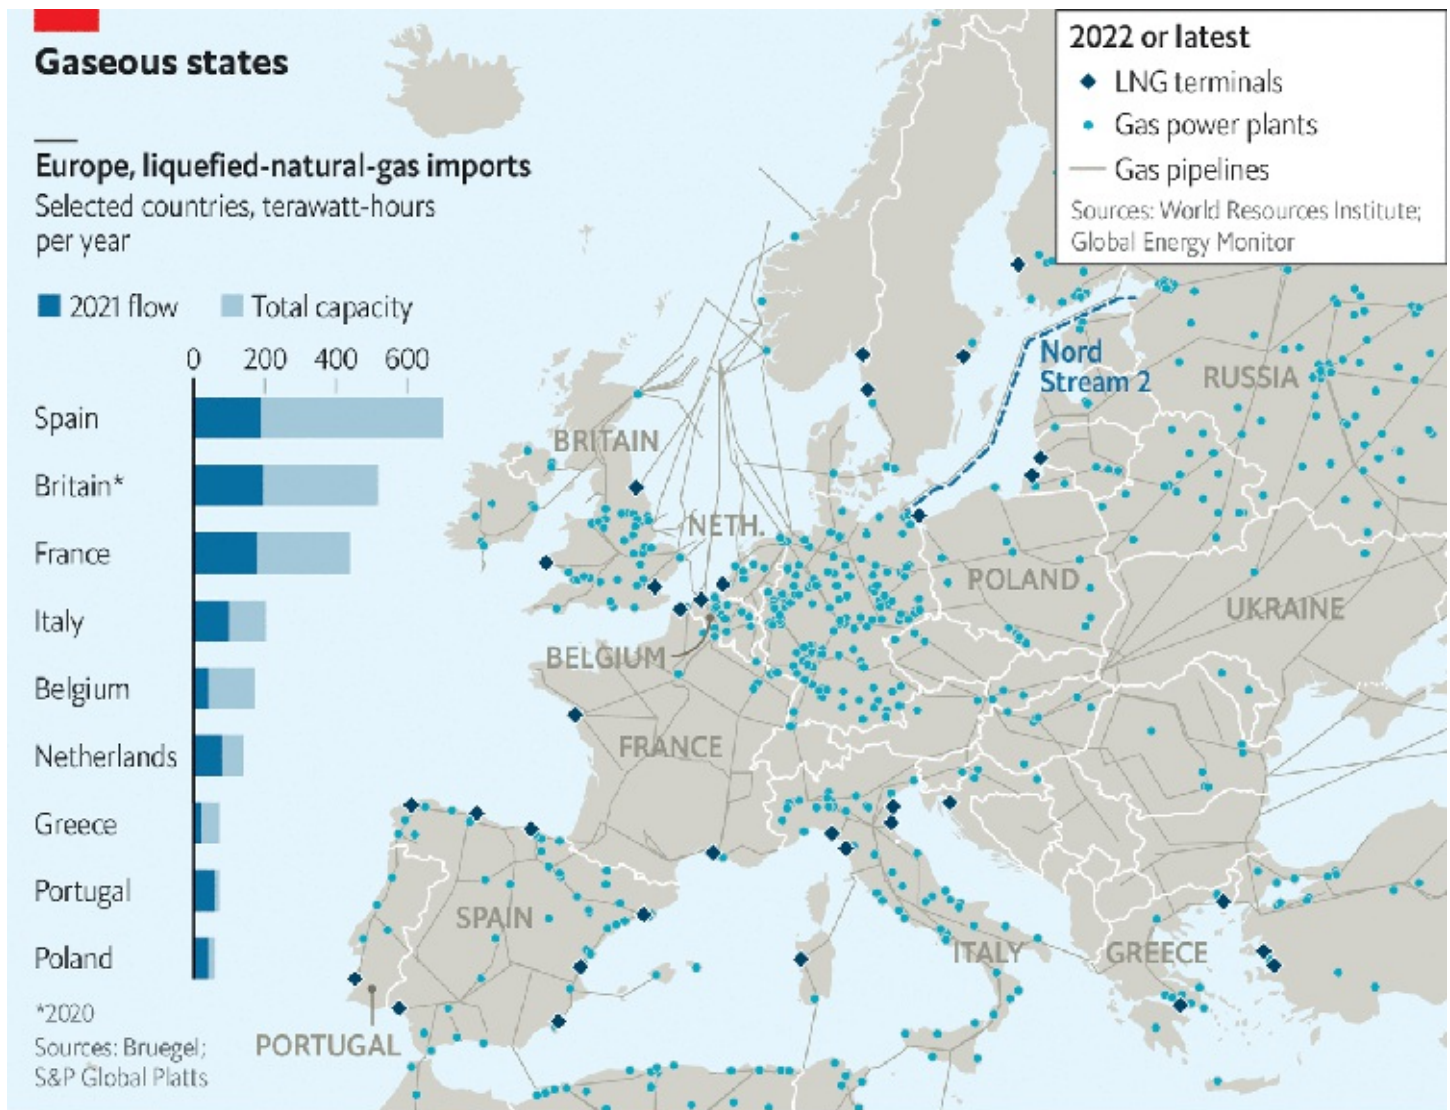 Gaseous states
Europe, liquefied-natural-gas imports
Selected countries, terawatt-hours
per year
2021 flow
Total capacity
0 200 400 600
Spain
Britain*
France
Italy
Belgium
Netherlands
Greece
Portugal
Poland
*2020
Sources: Bruegel;
S&P Global Platts
2022 or latest
LNG terminals
Gas power plants
Gas pipelines
Sources: World Resources Institute;
Global Energy Monitor
Nord
Stream 2
RUSSIA
BRITAIN
NETH.
POLAND
UKRAINE
BELGIUM
FRANCE
SPAIN
ITALY
GREECE
PORTUGAL